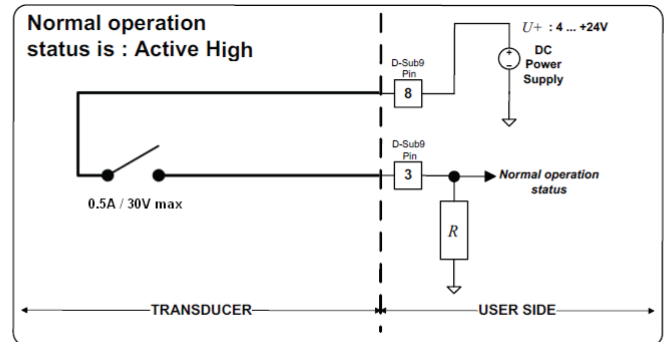 Normal operation
status is : Active High
U+ : 4 ... +24V
DC
Power
Supply
+
−
D-Sub9
Pin
8
D-Sub9
Pin
3
Normal operation
status
0.5A / 30V max
R
TRANSDUCER
USER SIDE